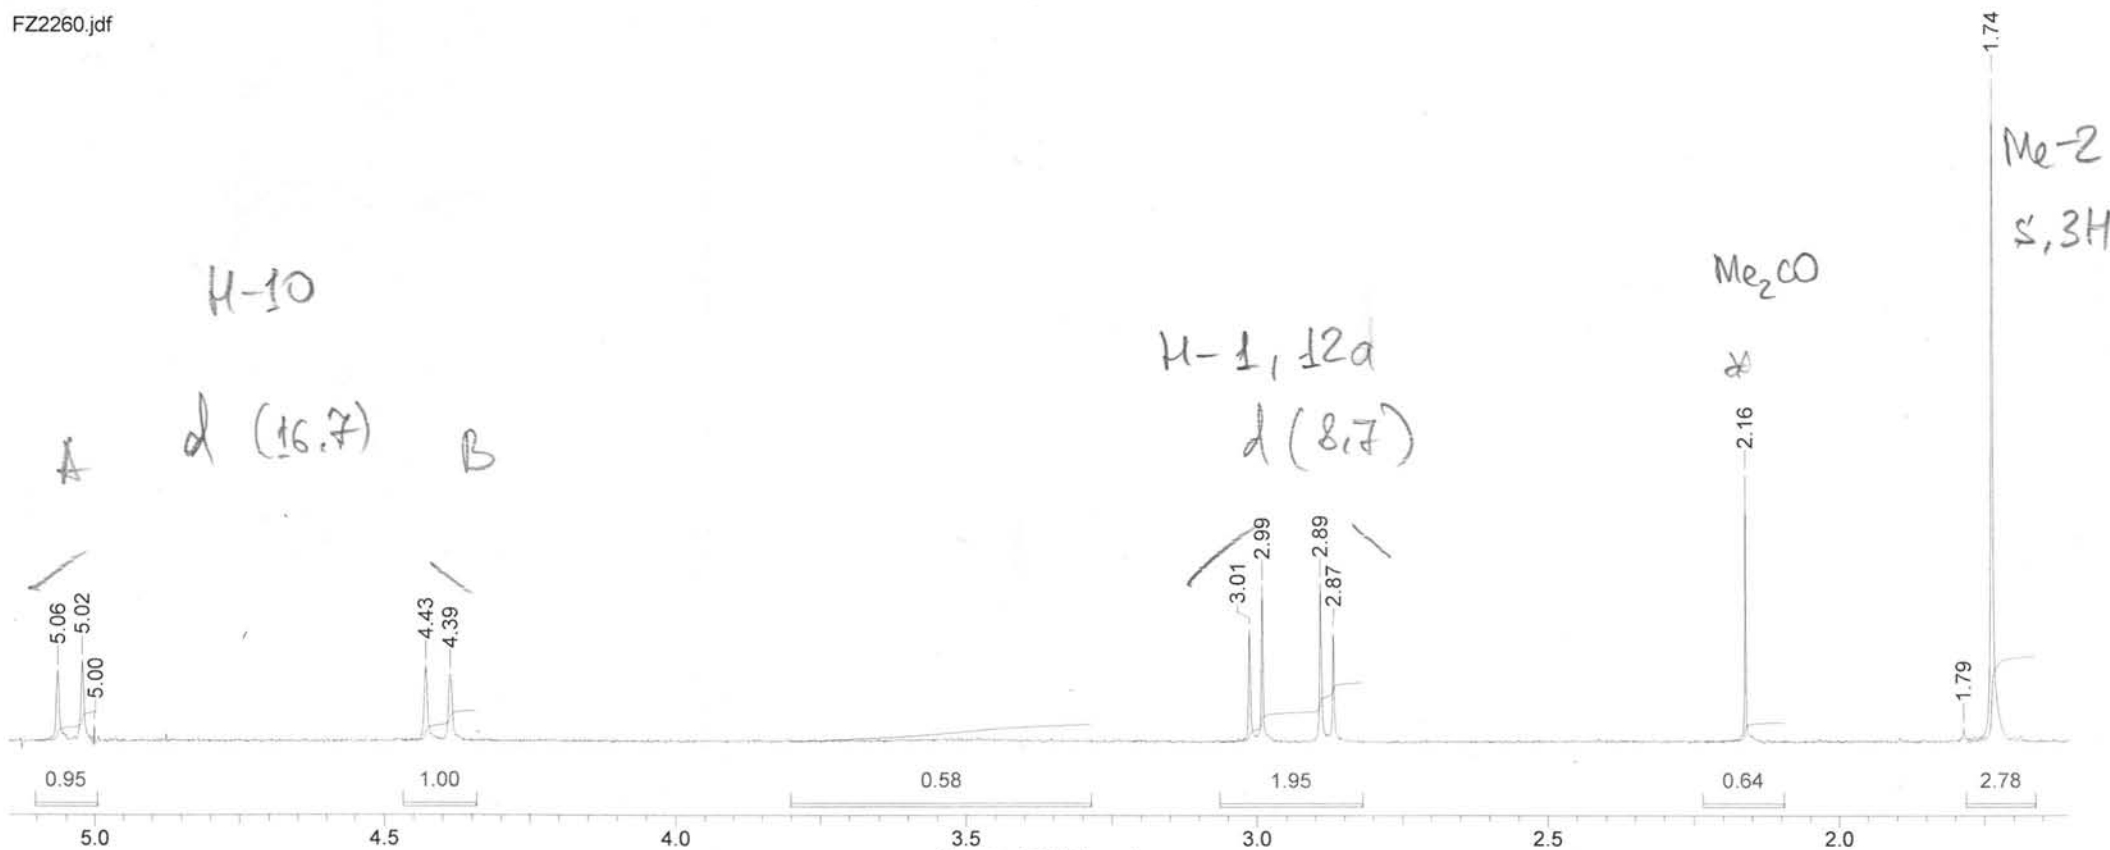 FZ2260.jdf
1.74
Me-2
s, 3H
H-10
d (16.7)
A
B
Me2CO
*
H-1, 12a
d (8,7)
5.06
5.02
5.00
4.43
4.39
3.01
2.99
2.89
2.87
2.16
1.79
0.95
1.00
0.58
1.95
0.64
2.78
5.0 4.5 4.0 3.5 3.0 2.5 2.0